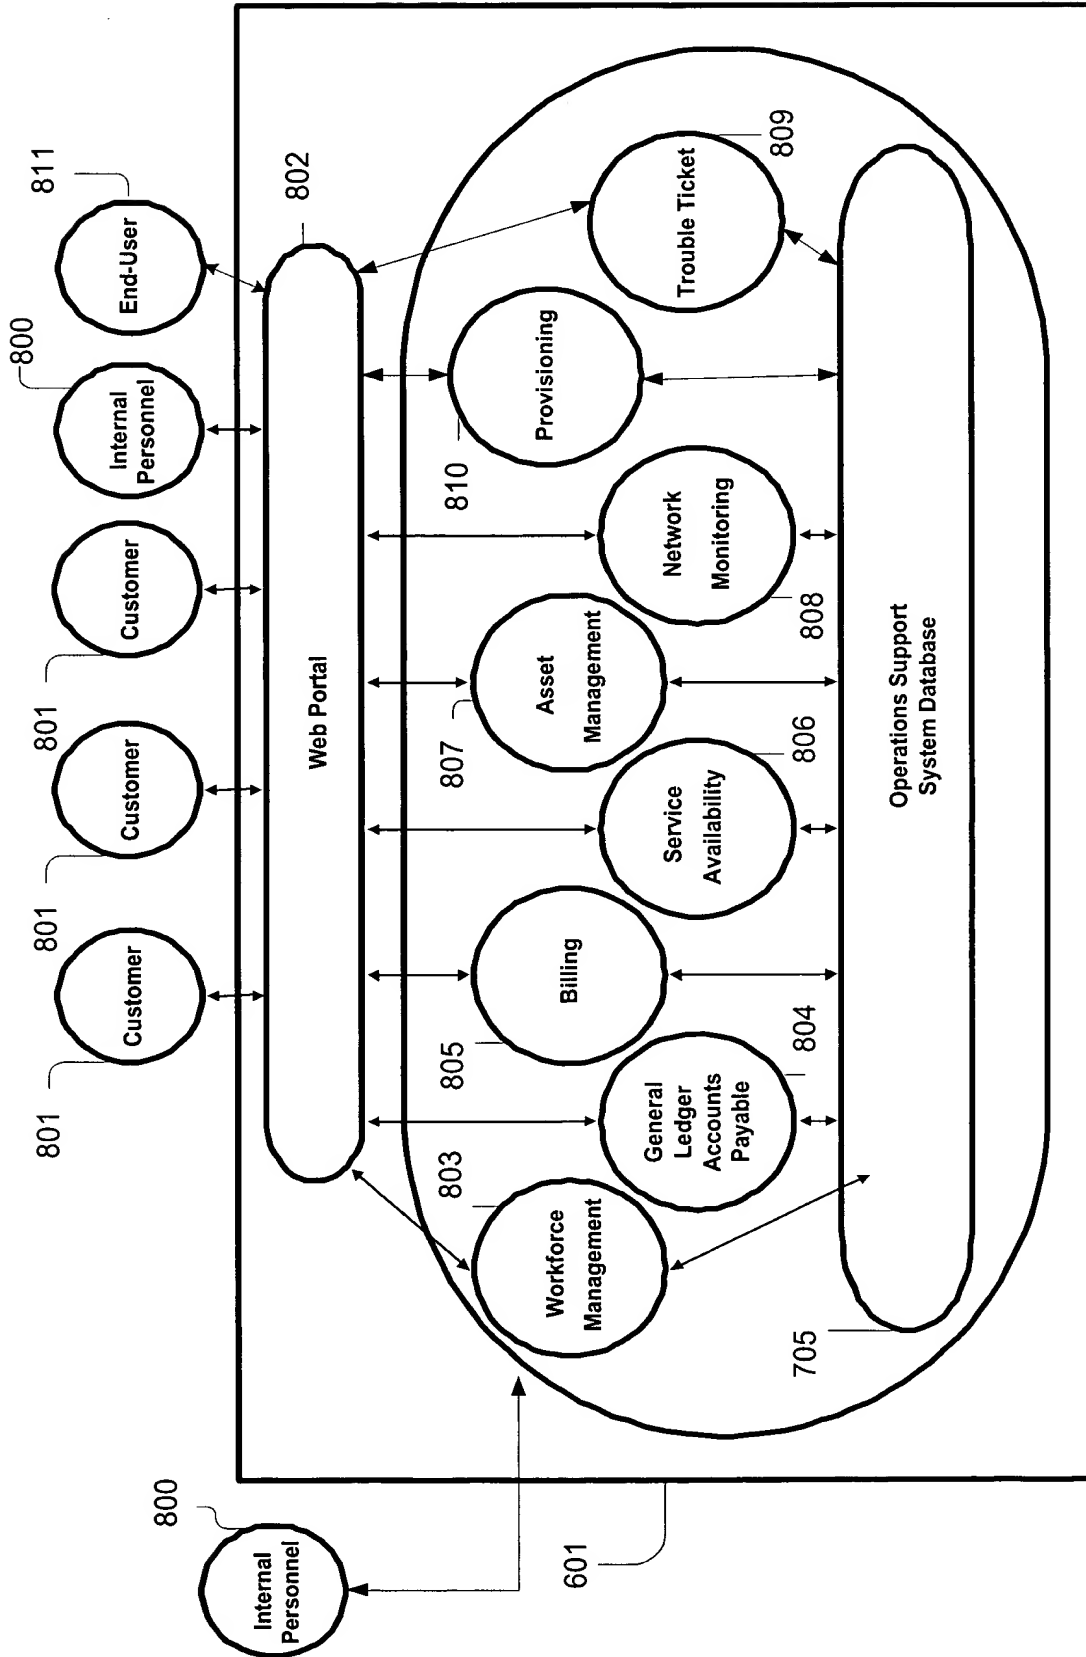 801
801
801
800
811
Customer
Customer
Customer
Internal
Personnel
End-User
802
800
Internal
Personnel
Web Portal
803
805
807
810
Workforce
Management
Billing
Asset
Management
Provisioning
General
Ledger
Accounts
Payable
Service
Availability
Network
Monitoring
Trouble Ticket
804
806
808
809
705
Operations Support
System Database
601